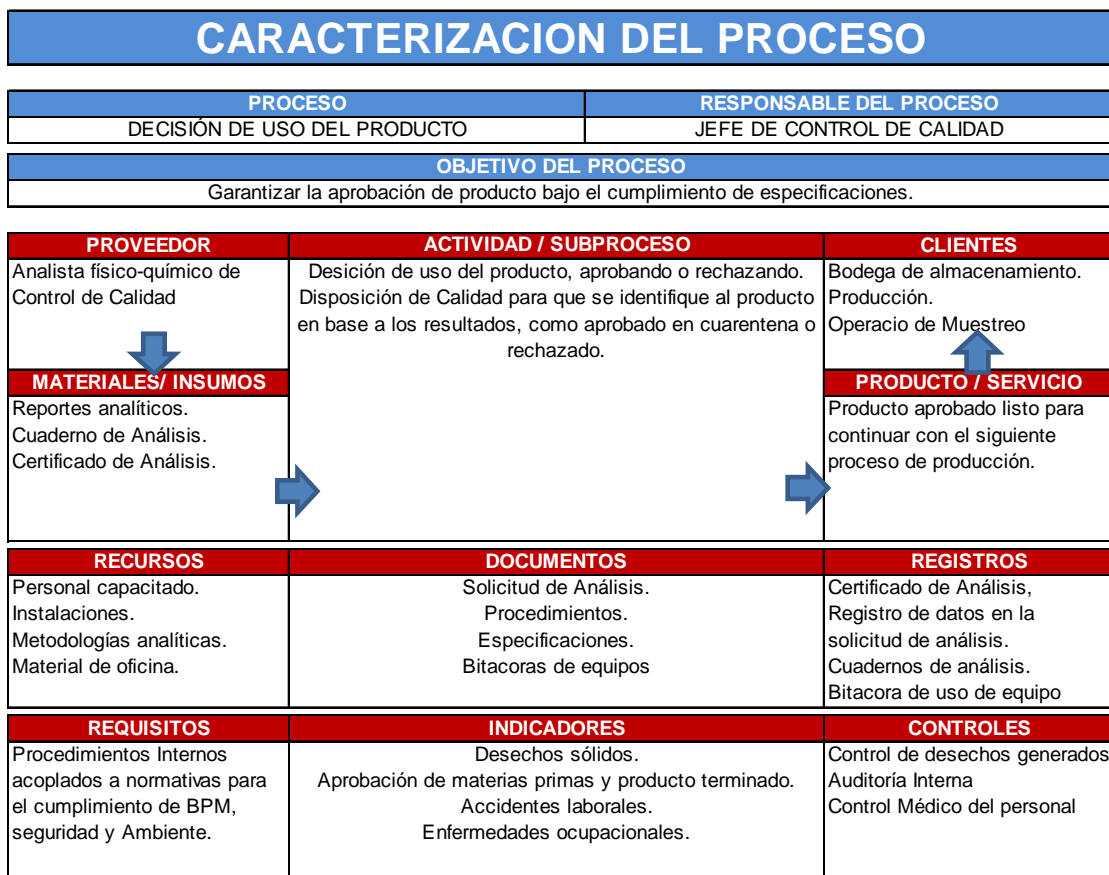 CARACTERIZACION DEL PROCESO
PROCESO
RESPONSABLE DEL PROCESO
DECISIÓN DE USO DEL PRODUCTO
JEFE DE CONTROL DE CALIDAD
OBJETIVO DEL PROCESO
Garantizar la aprobación de producto bajo el cumplimiento de especificaciones.
PROVEEDOR
Analista físico-químico de
Control de Calidad
MATERIALES/ INSUMOS
Reportes analíticos.
Cuaderno de Análisis.
Certificado de Análisis.
ACTIVIDAD / SUBPROCESO
Desición de uso del producto, aprobando o rechazando.
Disposición de Calidad para que se identifique al producto
en base a los resultados, como aprobado en cuarentena o
rechazado.
CLIENTES
Bodega de almacenamiento.
Producción.
Operacio de Muestreo
PRODUCTO / SERVICIO
Producto aprobado listo para
continuar con el siguiente
proceso de producción.
RECURSOS
Personal capacitado.
Instalaciones.
Metodologías analíticas.
Material de oficina.
DOCUMENTOS
Solicitud de Análisis.
Procedimientos.
Especificaciones.
Bitacoras de equipos
REGISTROS
Certificado de Análisis,
Registro de datos en la
solicitud de análisis.
Cuadernos de análisis.
Bitacora de uso de equipo
REQUISITOS
Procedimientos Internos
acoplados a normativas para
el cumplimiento de BPM,
seguridad y Ambiente.
INDICADORES
Desechos sólidos.
Aprobación de materias primas y producto terminado.
Accidentes laborales.
Enfermedades ocupacionales.
CONTROLES
Control de desechos generados
Auditoría Interna
Control Médico del personal